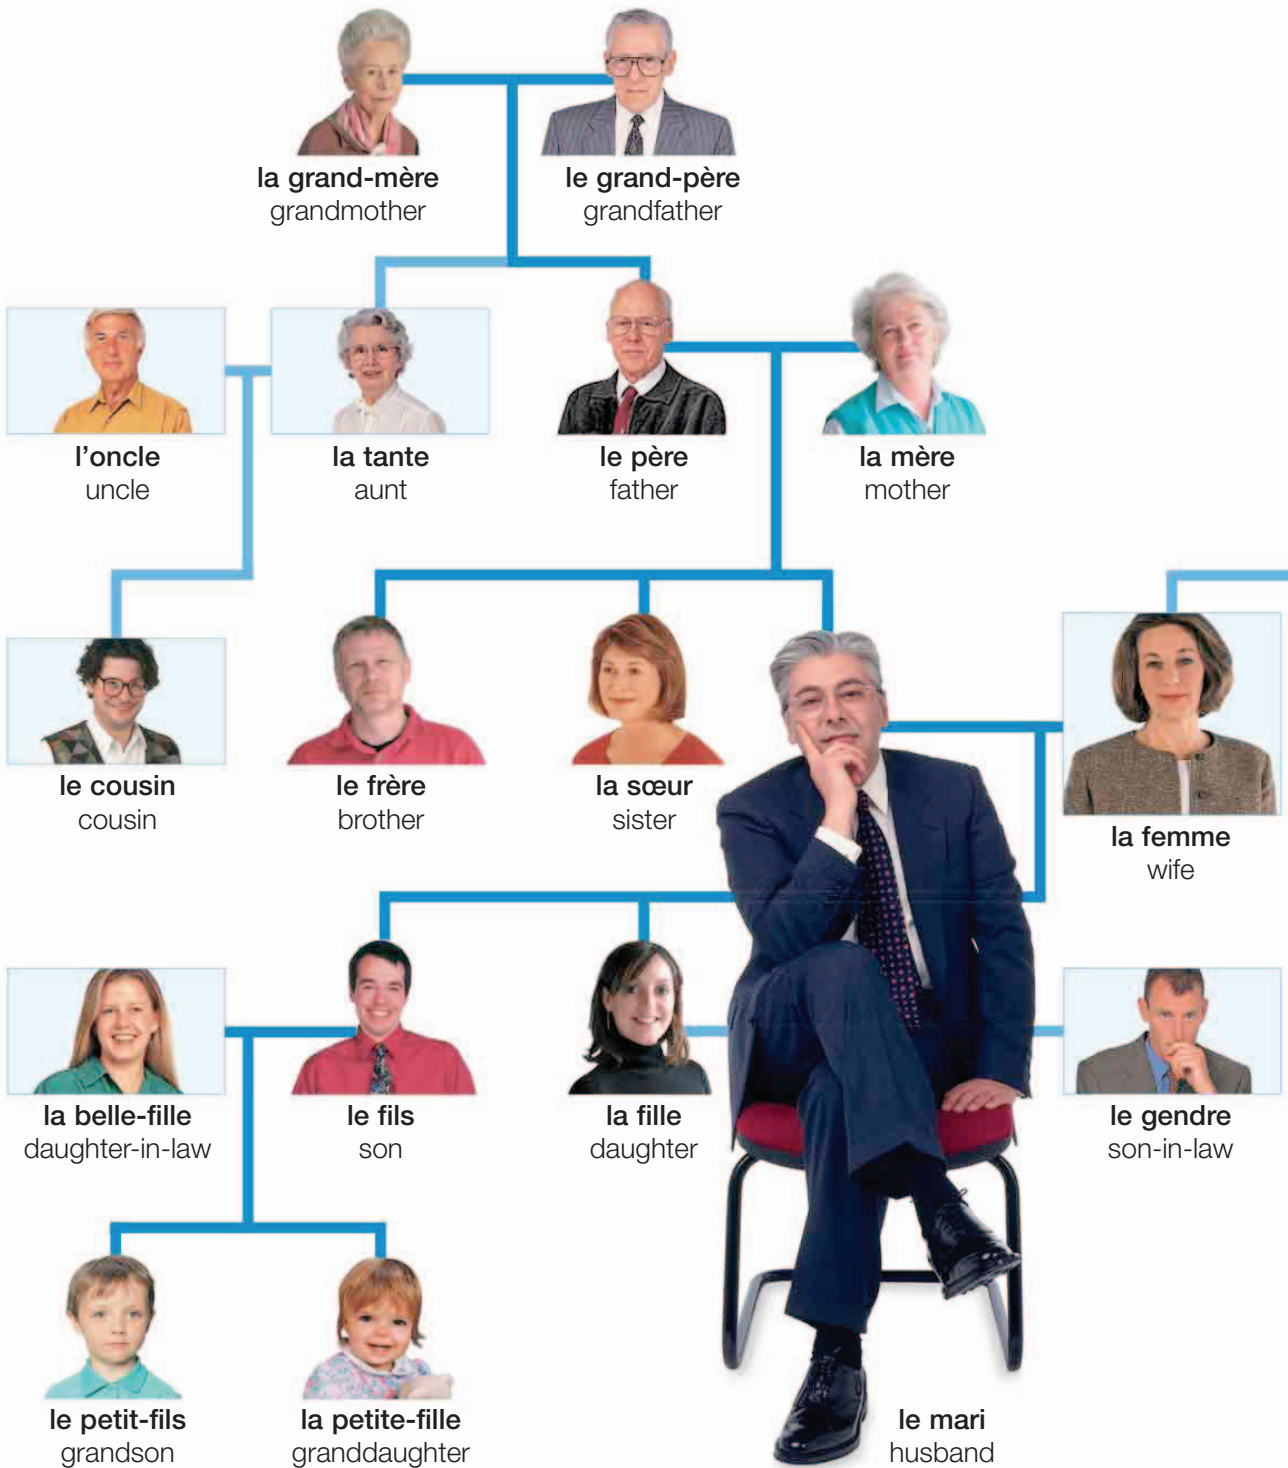 la grand-mère
grandmother
le grand-père
grandfather
l’oncle
uncle
la tante
aunt
le père
father
la mère
mother
le cousin
cousin
le frère
brother
la sœur
sister
la femme
wife
la belle-fille
daughter-in-law
le fils
son
la fille
daughter
le gendre
son-in-law
le petit-fils
grandson
la petite-fille
granddaughter
le mari
husband